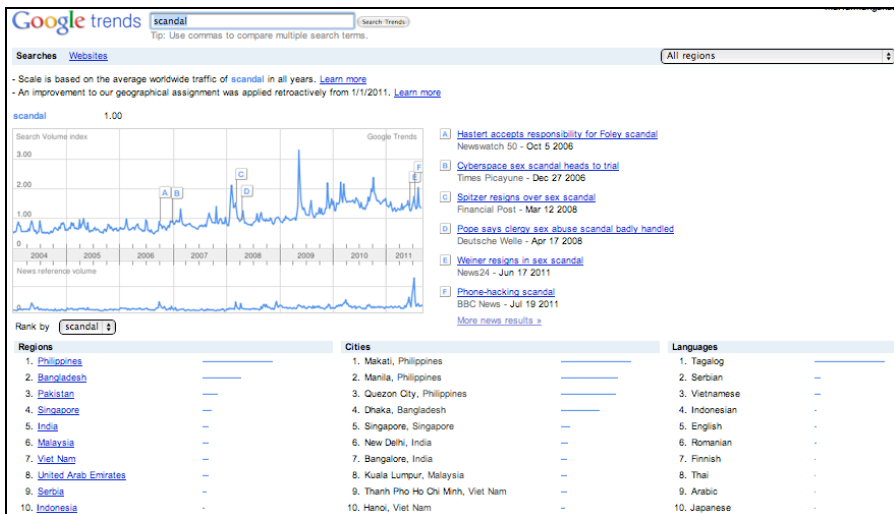 Google trends scandal Search Trends
Tip: Use commas to compare multiple search terms.
Searches Websites All regions
- Scale is based on the average worldwide traffic of scandal in all years. Learn more
- An improvement to our geographical assignment was applied retroactively from 1/1/2011. Learn more
scandal 1.00
Search Volume index Google Trends
3.00
2.00
1.00
0
A B C D E F
2004 2005 2006 2007 2008 2009 2010 2011
News reference volume
0
A Hastert accepts responsibility for Foley scandal
Newswatch 50 - Oct 5 2006
B Cyberspace sex scandal heads to trial
Times Picayune - Dec 27 2006
C Spitzer resigns over sex scandal
Financial Post - Mar 12 2008
D Pope says clergy sex abuse scandal badly handled
Deutsche Welle - Apr 17 2008
E Weiner resigns in sex scandal
News24 - Jun 17 2011
F Phone-hacking scandal
BBC News - Jul 19 2011
More news results »
Rank by scandal
Regions
1. Philippines
2. Bangladesh
3. Pakistan
4. Singapore
5. India
6. Malaysia
7. Viet Nam
8. United Arab Emirates
9. Serbia
10. Indonesia
Cities
1. Makati, Philippines
2. Manila, Philippines
3. Quezon City, Philippines
4. Dhaka, Bangladesh
5. Singapore, Singapore
6. New Delhi, India
7. Bangalore, India
8. Kuala Lumpur, Malaysia
9. Thanh Pho Ho Chi Minh, Viet Nam
10. Hanoi, Viet Nam
Languages
1. Tagalog
2. Serbian
3. Vietnamese
4. Indonesian
5. English
6. Romanian
7. Finnish
8. Thai
9. Arabic
10. Japanese